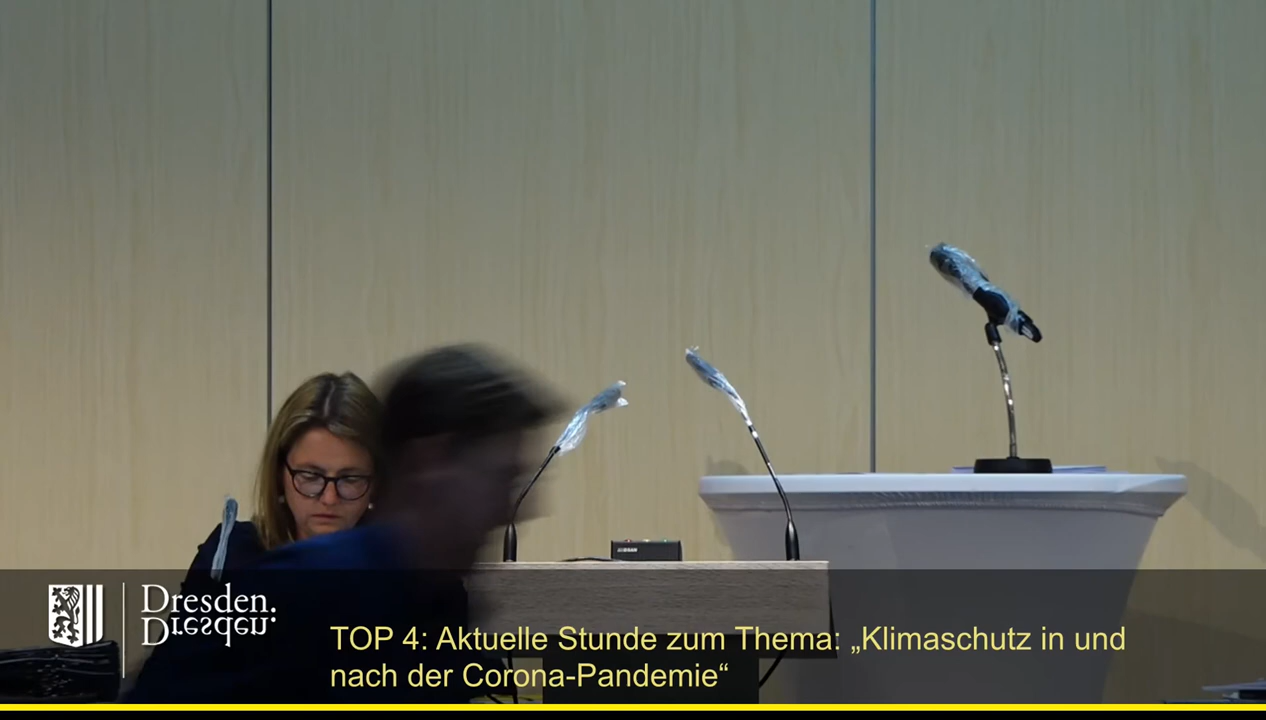 Dresden.
Dresden.
TOP 4: Aktuelle Stunde zum Thema: „Klimaschutz in und
nach der Corona-Pandemie“